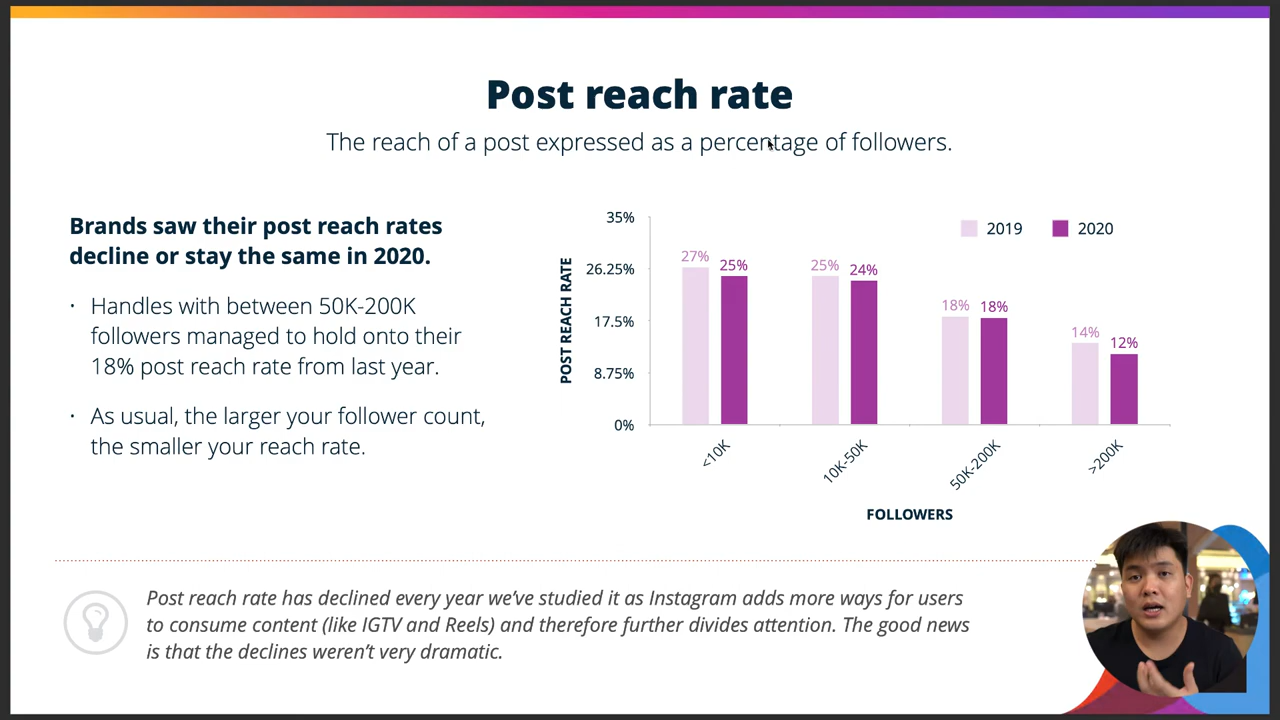 Post reach rate
The reach of a post expressed as a percentage of followers.
Brands saw their post reach rates
decline or stay the same in 2020.
· Handles with between 50K-200K
followers managed to hold onto their
18% post reach rate from last year.
· As usual, the larger your follower count,
the smaller your reach rate.
POST REACH RATE
35%
26.25%
17.5%
8.75%
0%
2019
2020
27%
25%
25%
24%
18%
18%
14%
12%
<10K
10K-50K
50K-200K
>200K
FOLLOWERS
Post reach rate has declined every year we've studied it as Instagram adds more ways for users
to consume content (like IGTV and Reels) and therefore further divides attention. The good news
is that the declines weren't very dramatic.